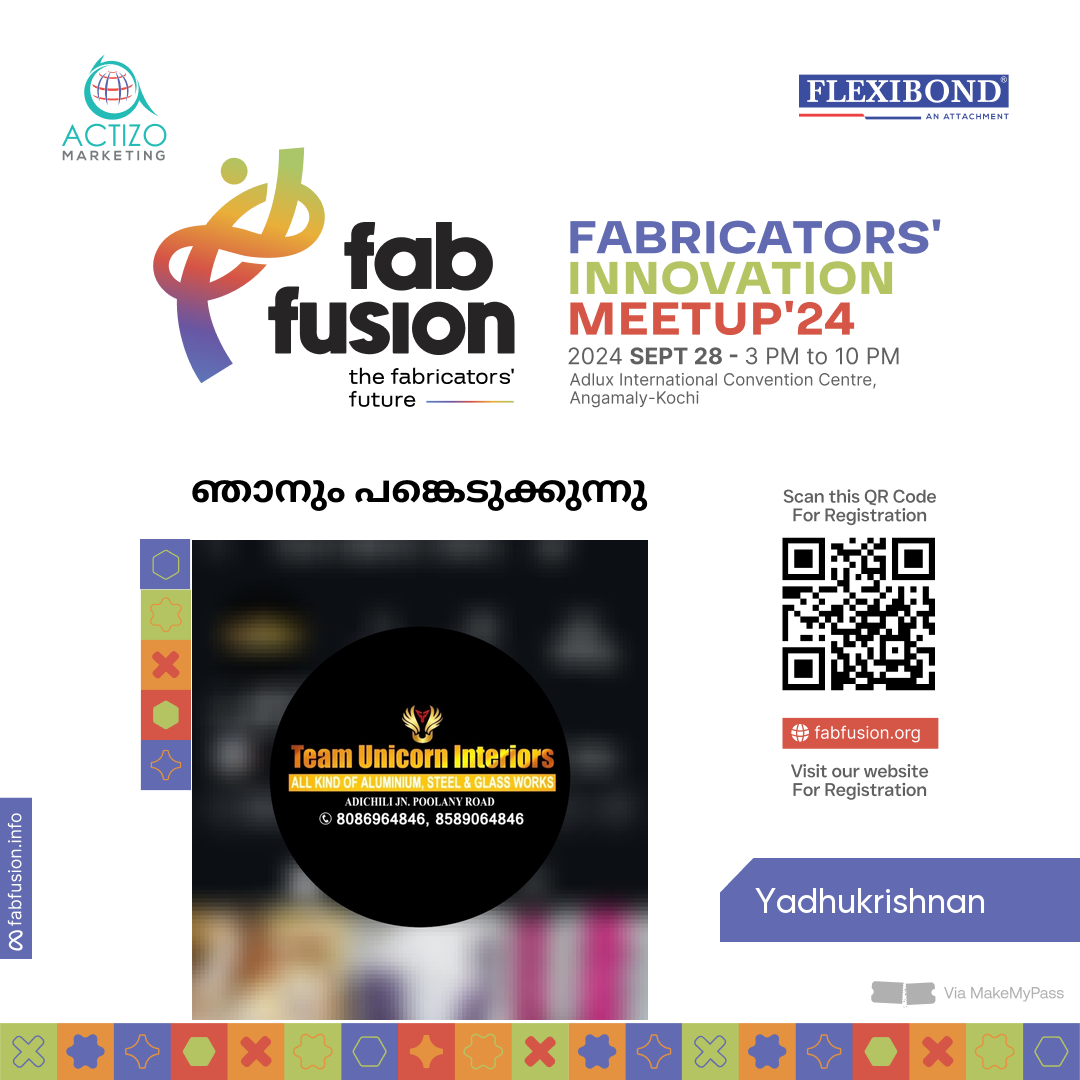 ACTIZO
MARKETING
FLEXIBOND®
AN ATTACHMENT
fab
fusion
the fabricators'
future
FABRICATORS'
INNOVATION
MEETUP'24
2024 SEPT 28 - 3 PM to 10 PM
Adlux International Convention Centre,
Angamaly-Kochi
ഞാനും പങ്കെടുക്കുന്നു
Scan this QR Code
For Registration
fabfusion.org
Visit our website
For Registration
Team Unicorn Interiors
ALL KIND OF ALUMINIUM, STEEL & GLASS WORKS
ADICHILI JN. POOLANY ROAD
8086964846, 8589064846
fabfusion.info
Yadhukrishnan
Via MakeMyPass